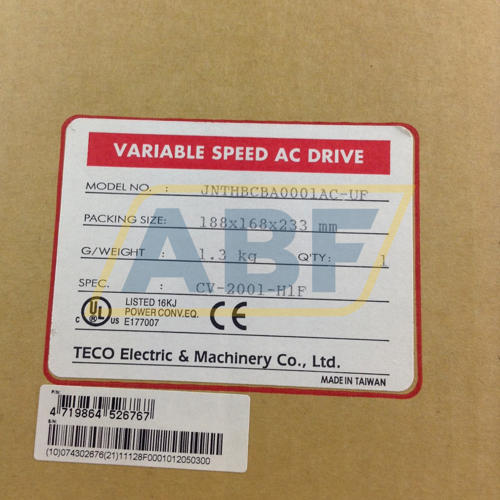 VARIABLE SPEED AC DRIVE
MODEL NO. : JNTHBCBA0001AC-UF
PACKING SIZE: 188x168x233 mm
G/WEIGHT : 1.3 kg Q'TY: 1
SPEC. : CV-2001-H1F
C UL US LISTED 16KJ
POWER CONV.EQ.
E177007
CE
TECO Electric & Machinery Co., Ltd.
MADE IN TAIWAN
ABF
P/N:
4 719864 526767
S/N:
(10)074302676(21)11128F0001012050300